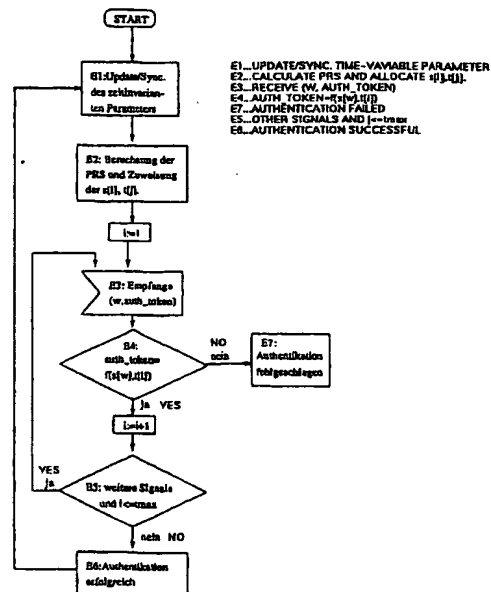 START
E1:Update/Sync.
des zeitinvarian-
ten Parameters
E2: Berechnung der
PRS und Zuweisung
der s[i], t[j].
i:=1
E3: Empfange
(w,auth_token)
E4:
auth_token=
f(s[w],t[i])
NO
nein
E7:
Authentikation
fehlgeschlagen
ja YES
i:=i+1
YES
ja
E5: weitere Signale
und i<=tmax
nein NO
E6:Authentikation
erfolgreich
E1...UPDATE/SYNC. TIME-VAVIABLE PARAMETER
E2...CALCULATE PRS AND ALLOCATE s[i],t[j].
E3...RECEIVE (W, AUTH_TOKEN)
E4...AUTH_TOKEN=f(s[w],t[i])
E7...AUTHENTICATION FAILED
E5...OTHER SIGNALS AND j<=tmax
E6...AUTHENTICATION SUCCESSFUL